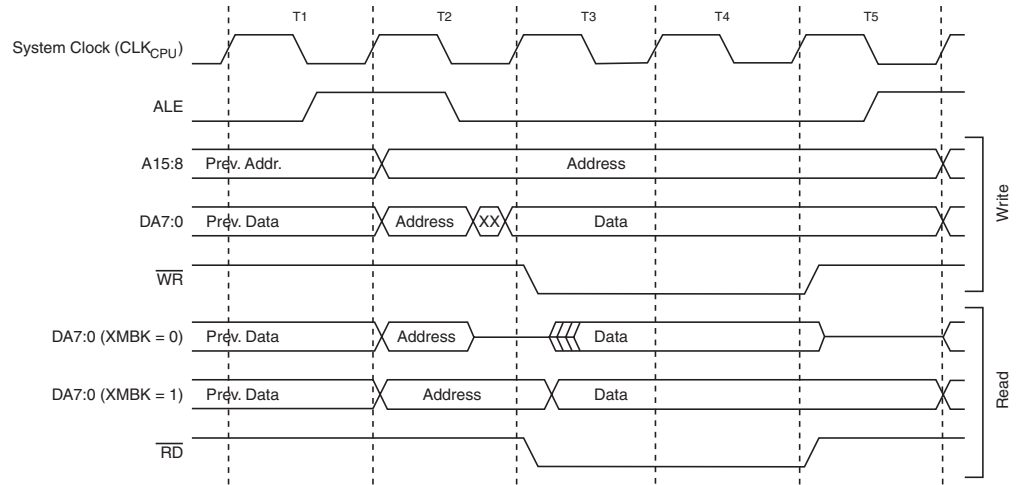 T1 T2 T3 T4 T5
System Clock (CLKCPU)
ALE
A15:8 Prev. Addr. Address
DA7:0 Prev. Data Address XX Data
WR
Write
DA7:0 (XMBK = 0) Prev. Data Address Data
DA7:0 (XMBK = 1) Prev. Data Address Data
RD
Read